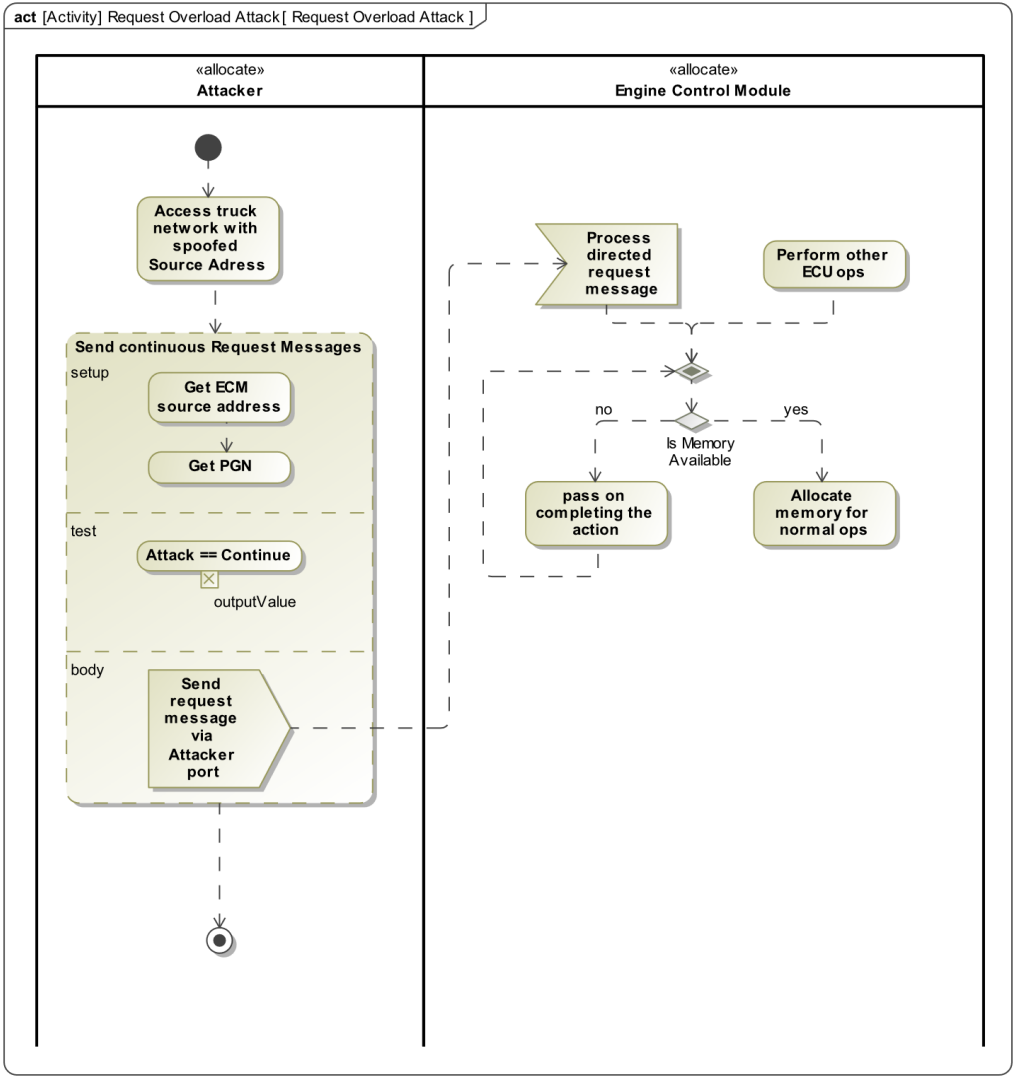 act [Activity] Request Overload Attack[ Request Overload Attack ]
«allocate»
Attacker
«allocate»
Engine Control Module
Access truck
network with
spoofed
Source Adress
Send continuous Request Messages
setup
Get ECM
source address
Get PGN
test
Attack == Continue
outputValue
body
Send
request
message
via
Attacker
port
Process
directed
request
message
Perform other
ECU ops
no
yes
Is Memory
Available
pass on
completing the
action
Allocate
memory for
normal ops